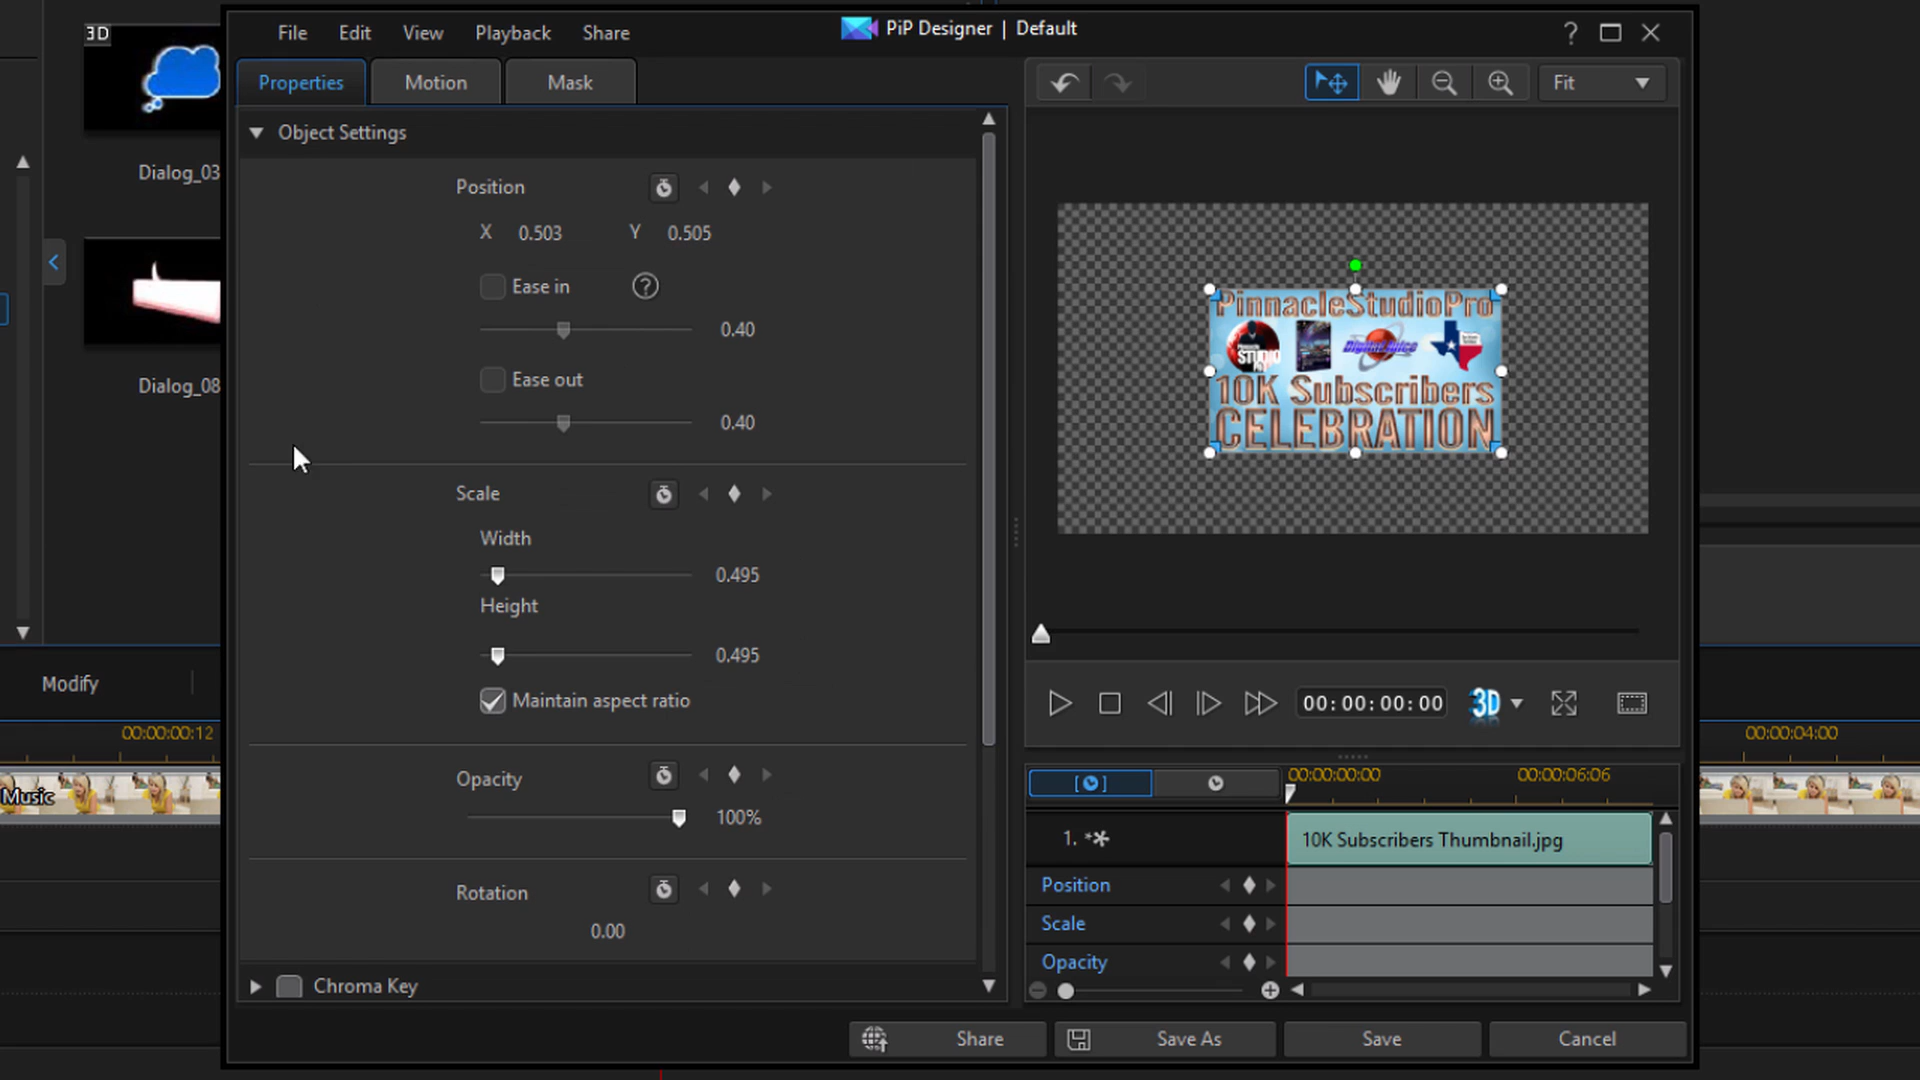 PiP Designer | Default
File Edit View Playback Share
?
3D
Properties Motion Mask
Fit
Object Settings
Dialog_03
Position
X 0.503 Y 0.505
Ease in ?
0.40
Ease out
0.40
Dialog_08
PinnacleStudioPro
STUDIO
Digital Juice
10K Subscribers
CELEBRATION
Scale
Width
0.495
Height
0.495
Maintain aspect ratio
Modify
00:00:00:00
3D
00:00:00:12
00:00:04:00
Opacity
100%
00:00:00:00 00:00:06:06
Music
1. 10K Subscribers Thumbnail.jpg
Position
Scale
Opacity
Rotation
0.00
Chroma Key
Share Save As Save Cancel